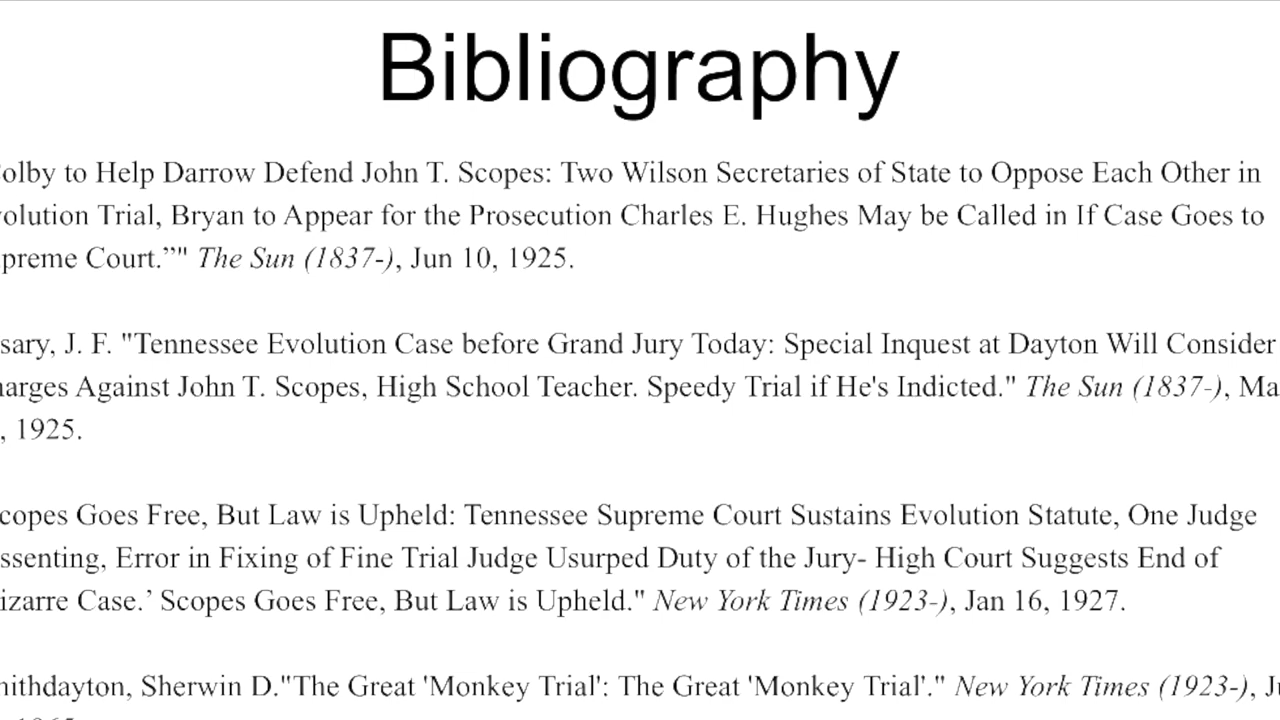 Bibliography
olby to Help Darrow Defend John T. Scopes: Two Wilson Secretaries of State to Oppose Each Other in
volution Trial, Bryan to Appear for the Prosecution Charles E. Hughes May be Called in If Case Goes to
preme Court.”" The Sun (1837-), Jun 10, 1925.
sary, J. F. "Tennessee Evolution Case before Grand Jury Today: Special Inquest at Dayton Will Consider
harges Against John T. Scopes, High School Teacher. Speedy Trial if He's Indicted." The Sun (1837-), Ma
, 1925.
copes Goes Free, But Law is Upheld: Tennessee Supreme Court Sustains Evolution Statute, One Judge
ssenting, Error in Fixing of Fine Trial Judge Usurped Duty of the Jury- High Court Suggests End of
izarre Case.’ Scopes Goes Free, But Law is Upheld." New York Times (1923-), Jan 16, 1927.
hithdayton, Sherwin D."The Great 'Monkey Trial': The Great 'Monkey Trial'." New York Times (1923-),